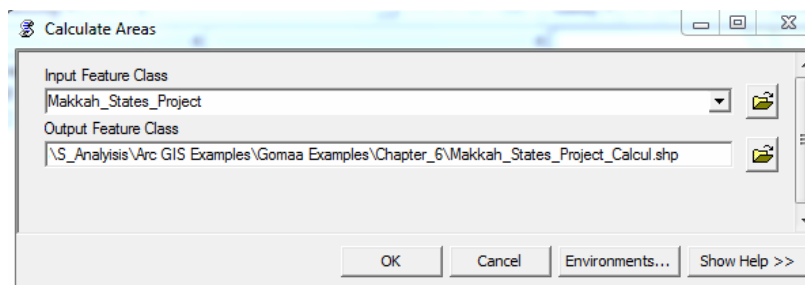 Calculate Areas
Input Feature Class
Makkah_States_Project
Output Feature Class
\S_Analyisis\Arc GIS Examples\Gomaa Examples\Chapter_6\Makkah_States_Project_Calcul.shp
OK Cancel Environments... Show Help >>